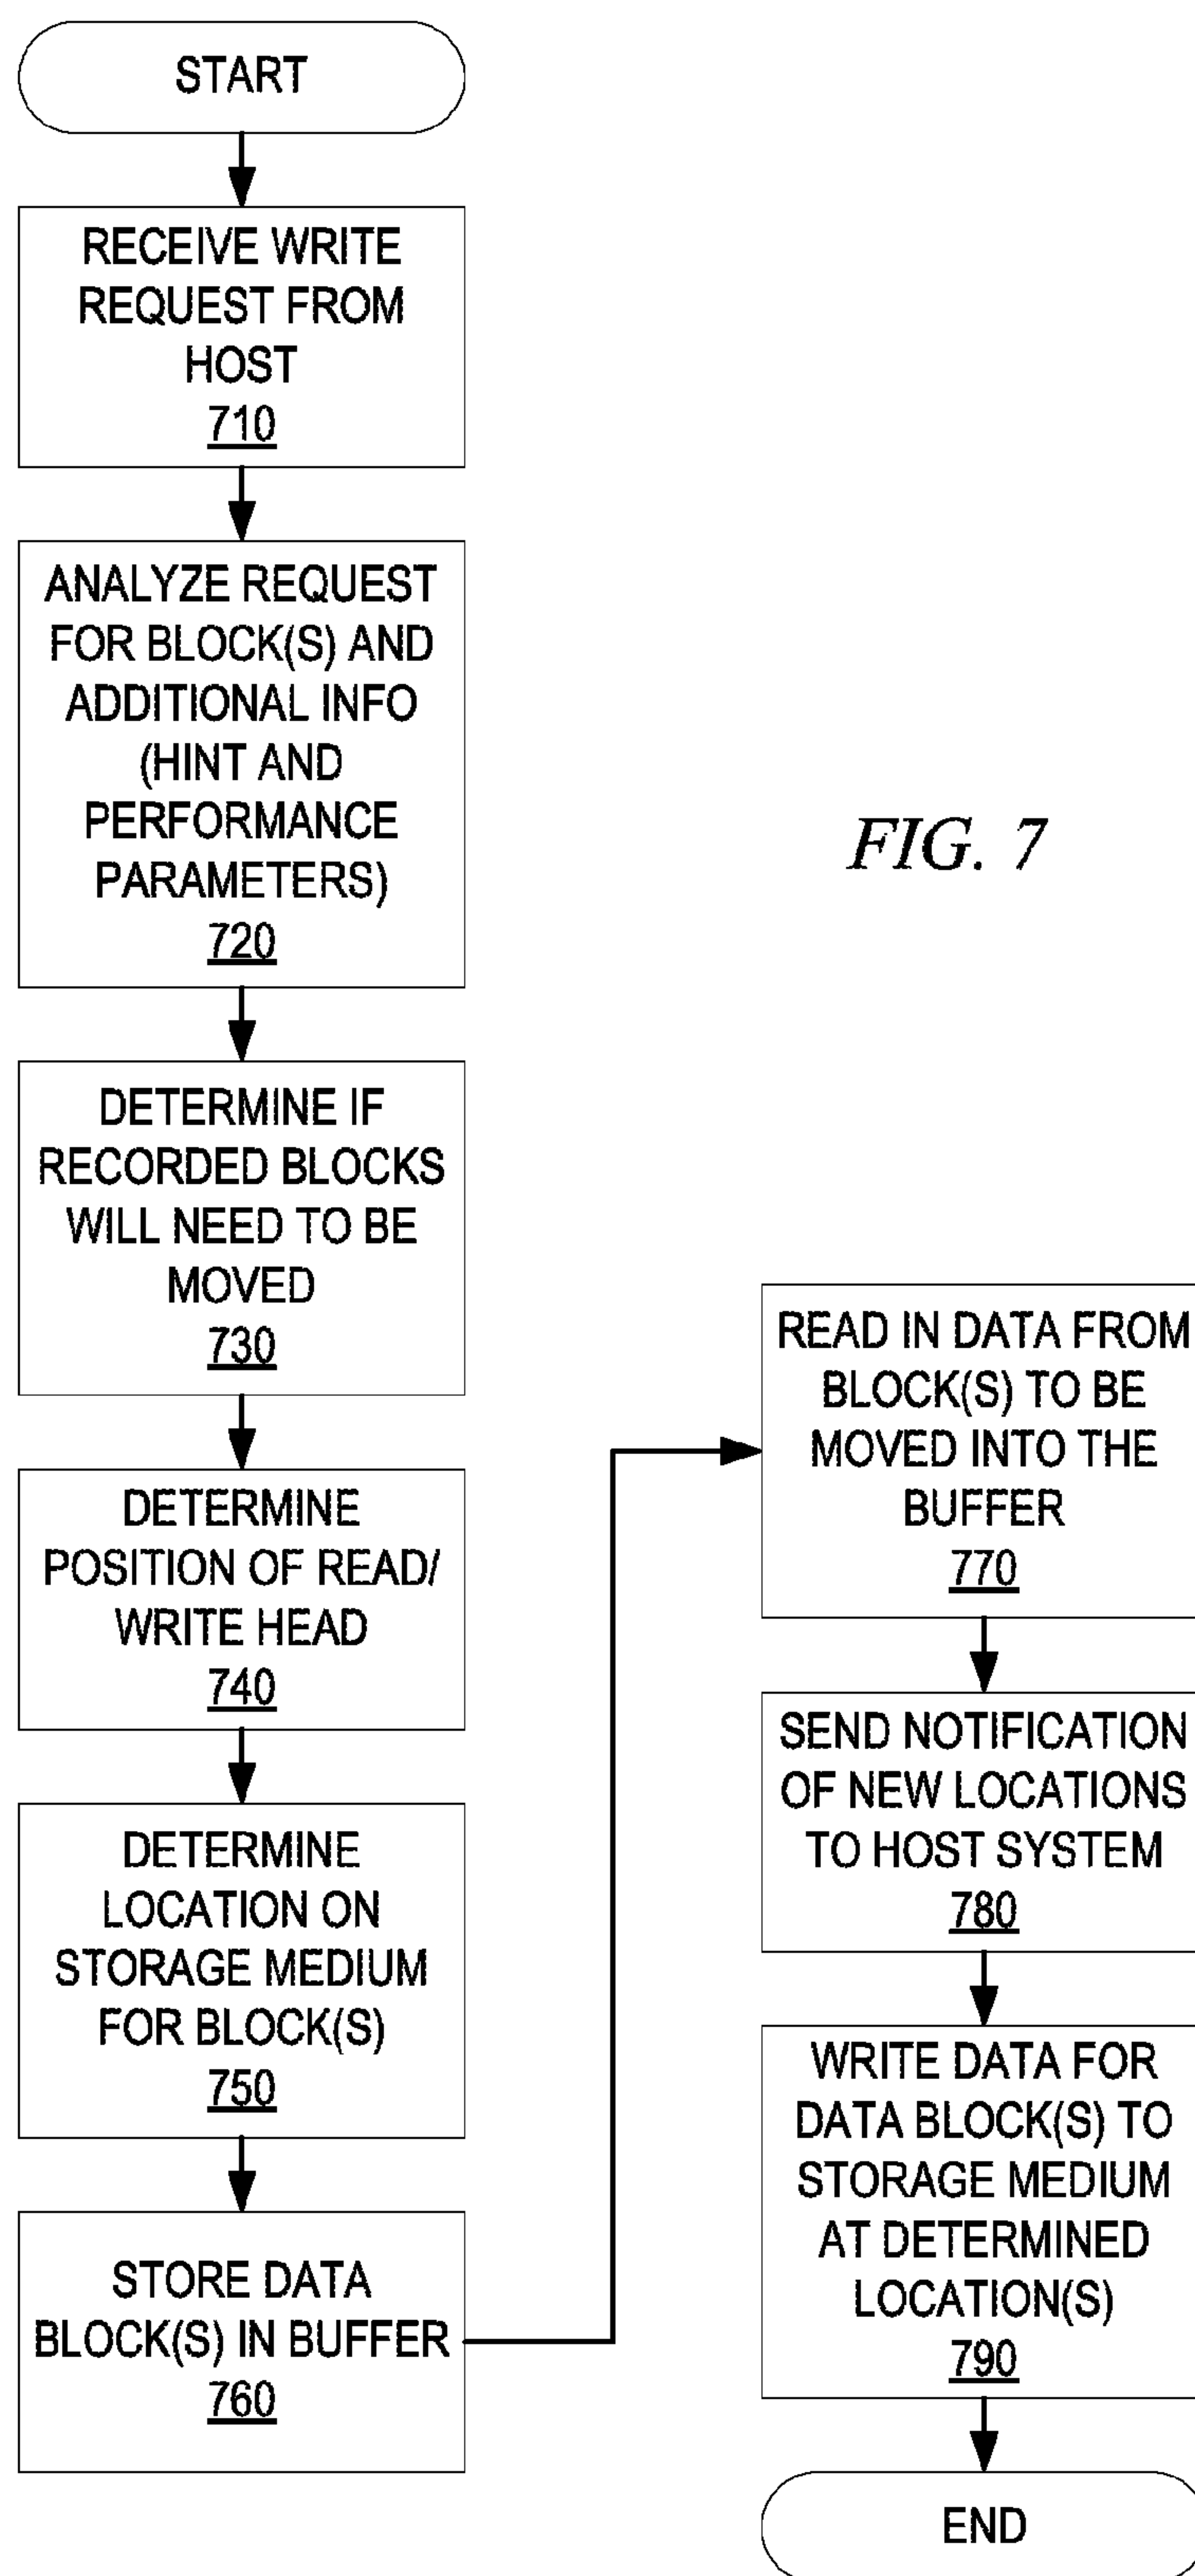 START
RECEIVE WRITE
REQUEST FROM
HOST
710
ANALYZE REQUEST
FOR BLOCK(S) AND
ADDITIONAL INFO
(HINT AND
PERFORMANCE
PARAMETERS)
720
DETERMINE IF
RECORDED BLOCKS
WILL NEED TO BE
MOVED
730
DETERMINE
POSITION OF READ/
WRITE HEAD
740
DETERMINE
LOCATION ON
STORAGE MEDIUM
FOR BLOCK(S)
750
STORE DATA
BLOCK(S) IN BUFFER
760
FIG. 7
READ IN DATA FROM
BLOCK(S) TO BE
MOVED INTO THE
BUFFER
770
SEND NOTIFICATION
OF NEW LOCATIONS
TO HOST SYSTEM
780
WRITE DATA FOR
DATA BLOCK(S) TO
STORAGE MEDIUM
AT DETERMINED
LOCATION(S)
790
END